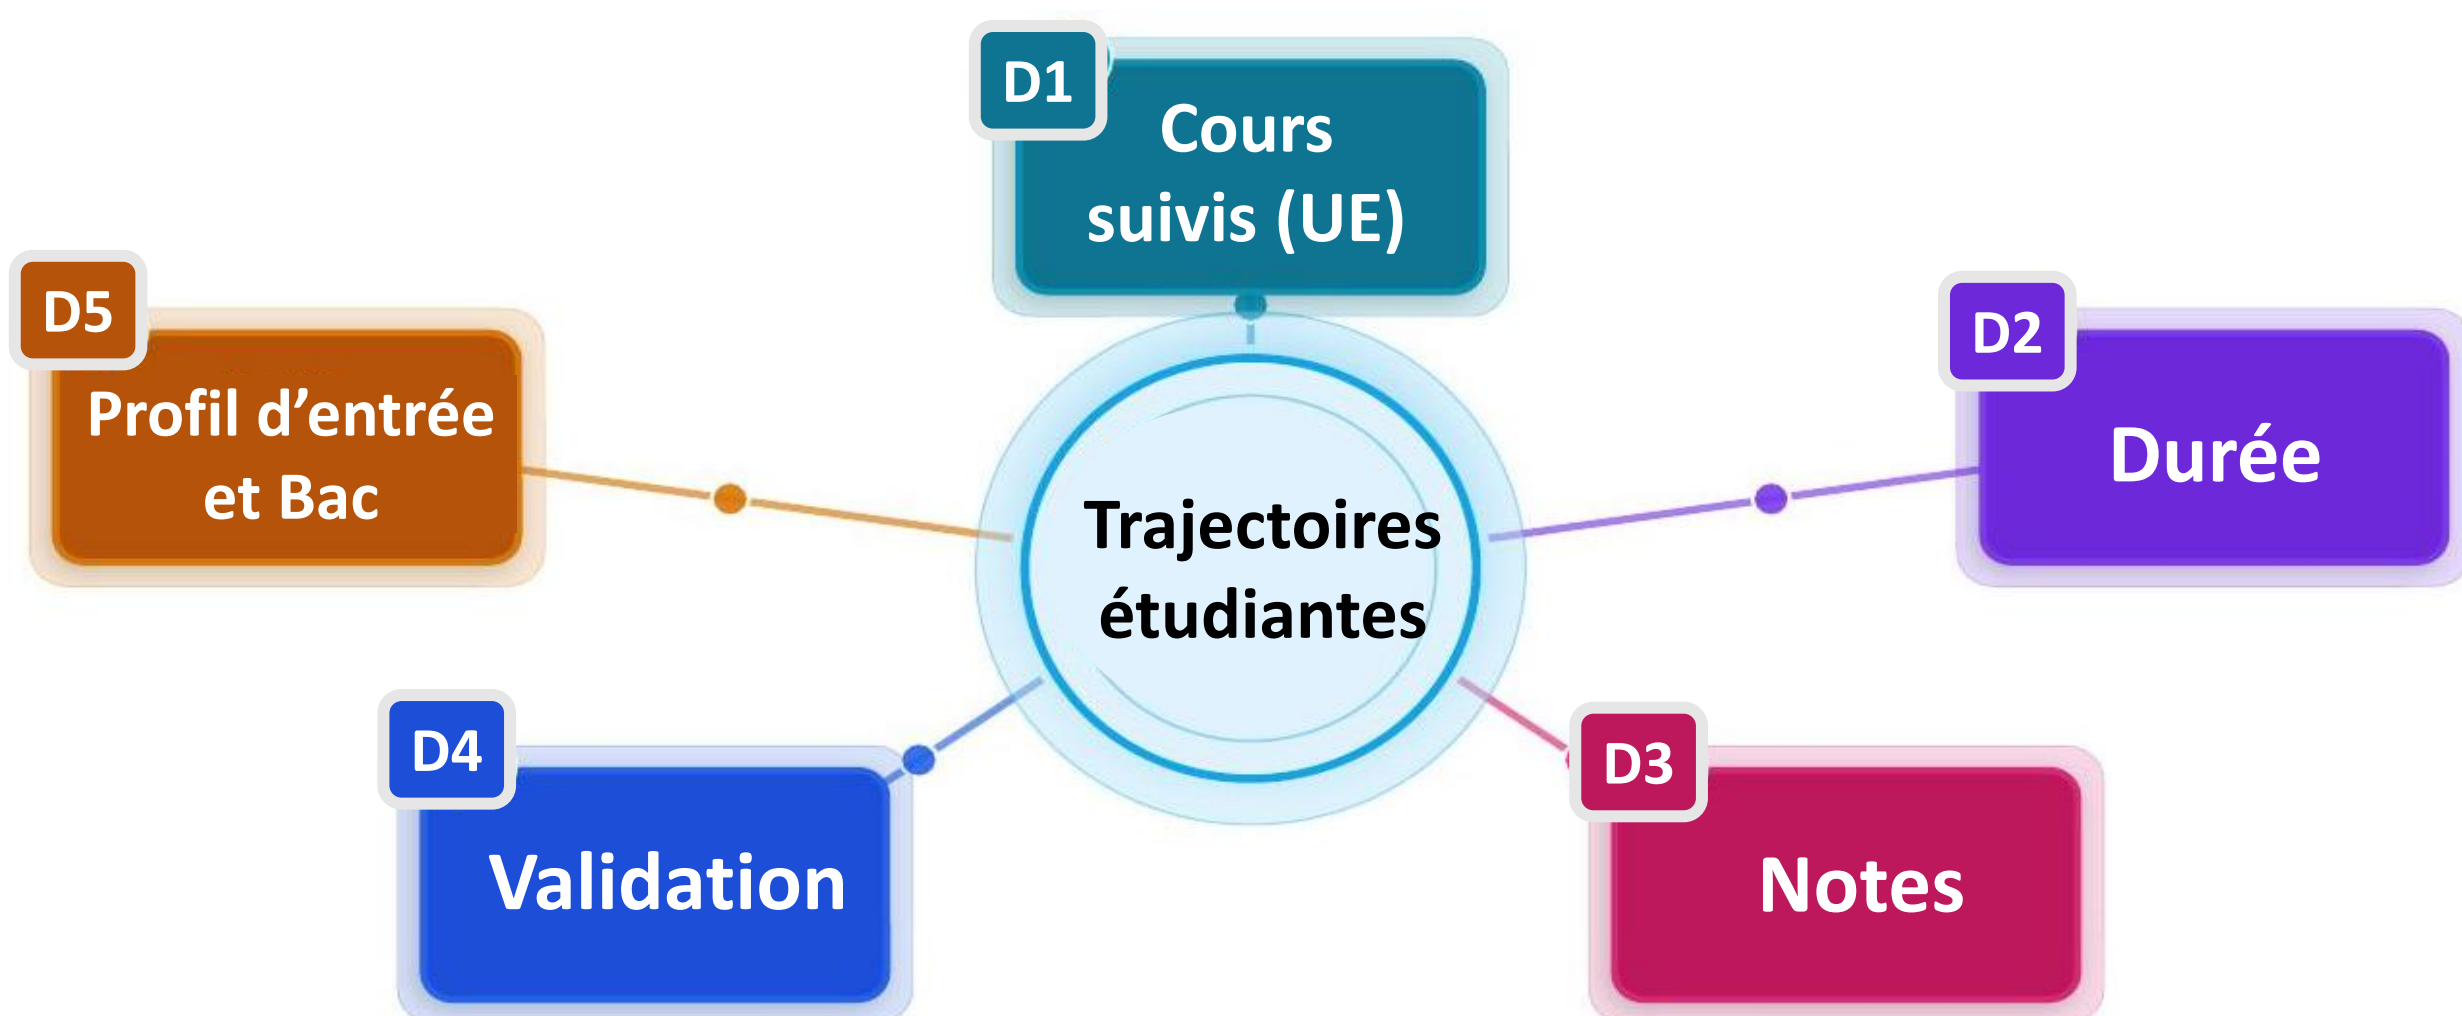 D1
Cours
suivis (UE)
D2
Durée
D3
Notes
D4
Validation
D5
Profil d’entrée
et Bac
Trajectoires
étudiantes